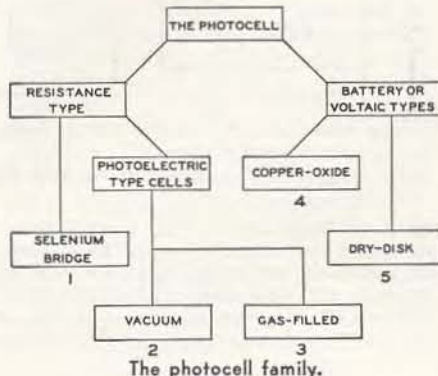 THE PHOTOCELL
RESISTANCE
TYPE
BATTERY OR
VOLTAIC TYPES
PHOTOELECTRIC
TYPE CELLS
COPPER-OXIDE
4
SELENIUM
BRIDGE
1
DRY-DISK
5
VACUUM
2
GAS-FILLED
3
The photocell family.